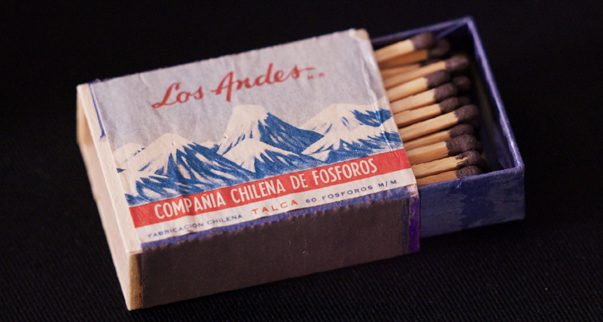 Los Andes
M.R.
COMPAÑIA CHILENA DE FOSFOROS
FABRICACION CHILENA TALCA 60 FOSFOROS M/M